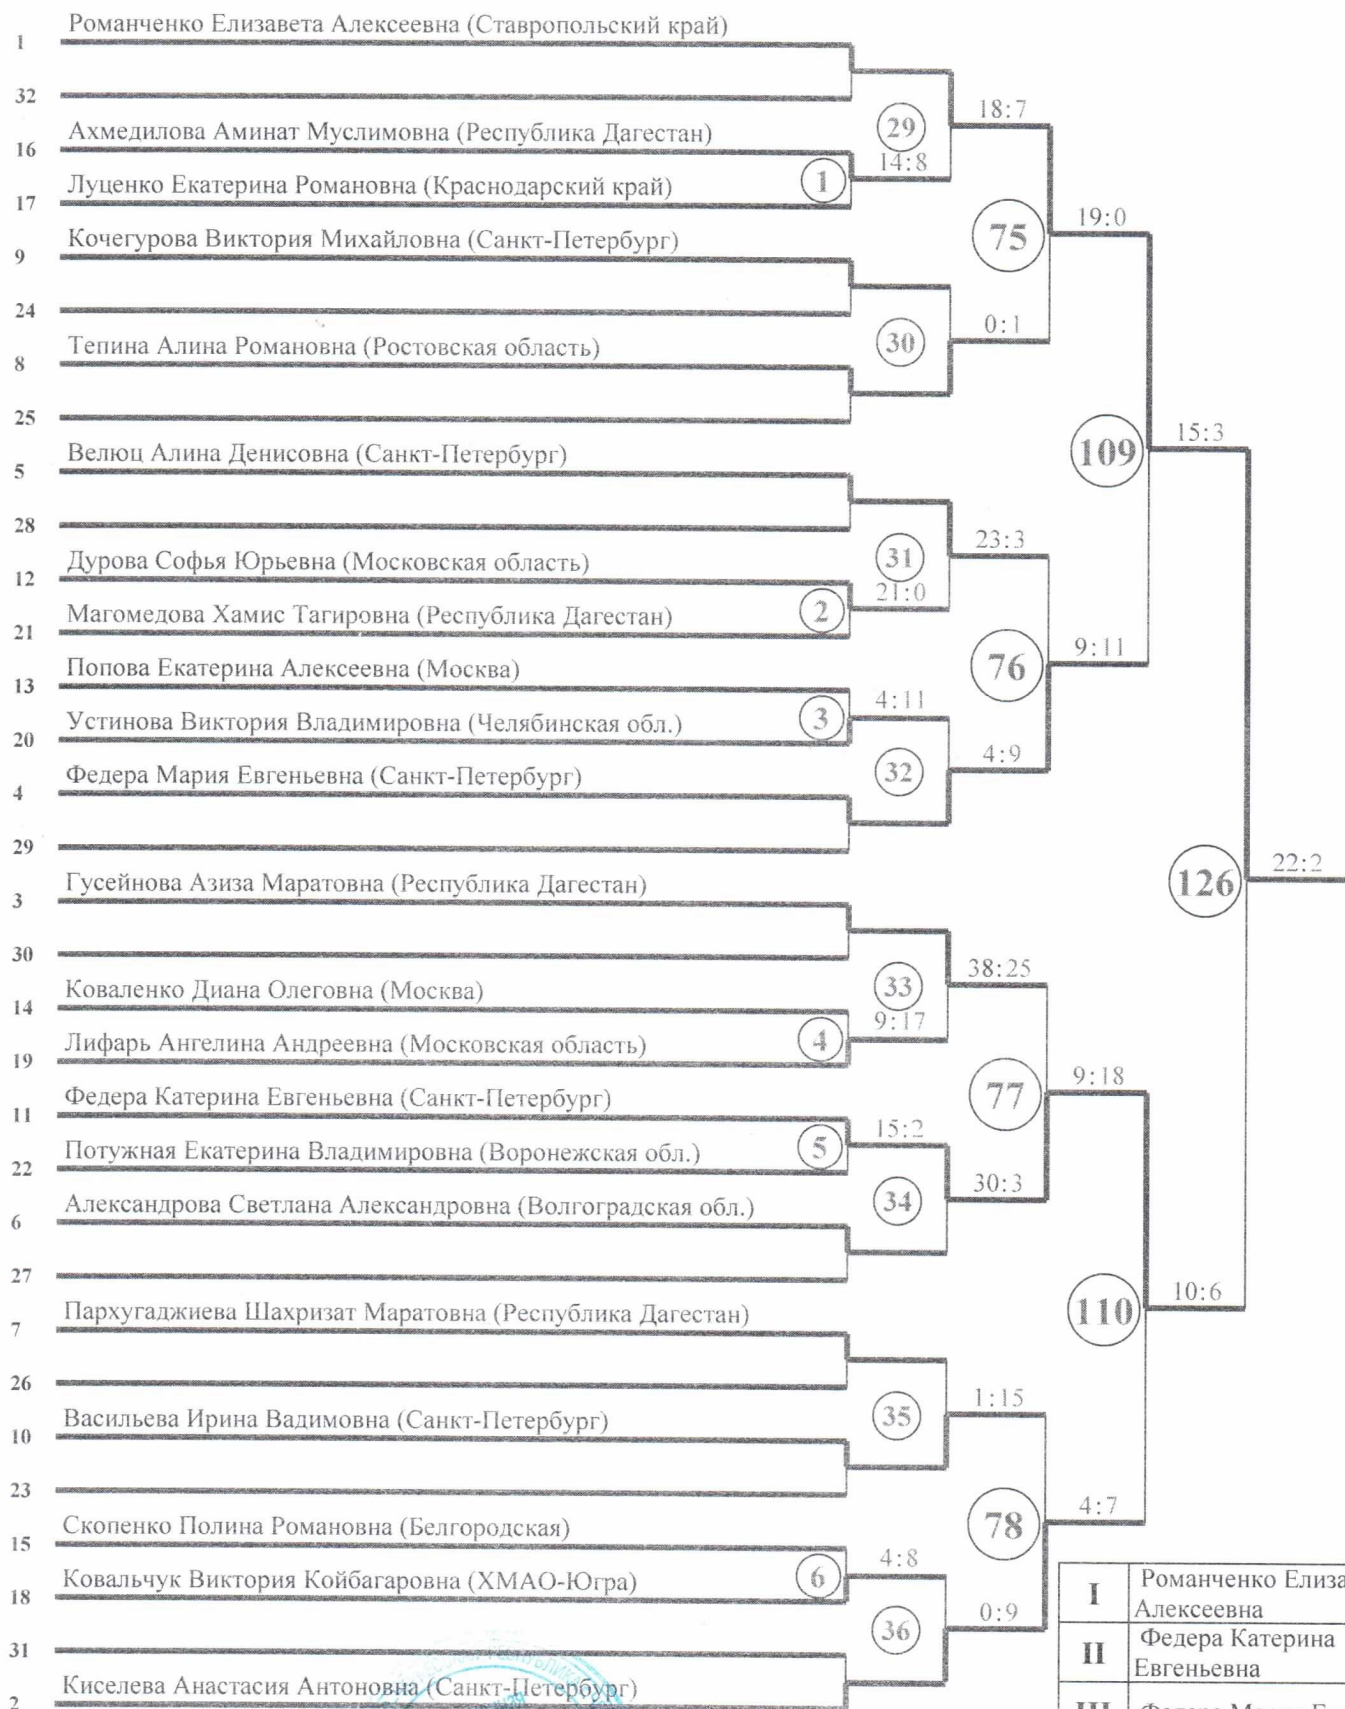 Романченко Елизавета Алексеевна (Ставропольский край)
1
32
29
18:7
Ахмедилова Аминат Муслимовна (Республика Дагестан)
16
14:8
Луценко Екатерина Романовна (Краснодарский край)
1
17
Кочегурова Виктория Михайловна (Санкт-Петербург)
9
75
19:0
24
30
0:1
Тепина Алина Романовна (Ростовская область)
8
25
109
15:3
Велюц Алина Денисовна (Санкт-Петербург)
5
28
31
23:3
Дурова Софья Юрьевна (Московская область)
12
21:0
Магомедова Хамис Тагировна (Республика Дагестан)
2
21
Попова Екатерина Алексеевна (Москва)
13
76
9:11
4:11
Устинова Виктория Владимировна (Челябинская обл.)
3
20
32
4:9
Федера Мария Евгеньевна (Санкт-Петербург)
4
29
126
22:2
Гусейнова Азиза Маратовна (Республика Дагестан)
3
30
33
38:25
Коваленко Диана Олеговна (Москва)
14
9:17
Лифарь Ангелина Андреевна (Московская область)
4
19
Федера Катерина Евгеньевна (Санкт-Петербург)
11
77
9:18
15:2
Потужная Екатерина Владимировна (Воронежская обл.)
5
22
34
30:3
Александрова Светлана Александровна (Волгоградская обл.)
6
27
110
10:6
Пархугаджиева Шахризат Маратовна (Республика Дагестан)
7
26
35
1:15
Васильева Ирина Вадимовна (Санкт-Петербург)
10
23
78
4:7
Скопенко Полина Романовна (Белгородская)
15
4:8
Ковальчук Виктория Койбагаровна (ХМАО-Югра)
6
18
36
0:9
31
Киселева Анастасия Антоновна (Санкт-Петербург)
2
I
Романченко Елиза
Алексеевна
II
Федера Катерина
Евгеньевна